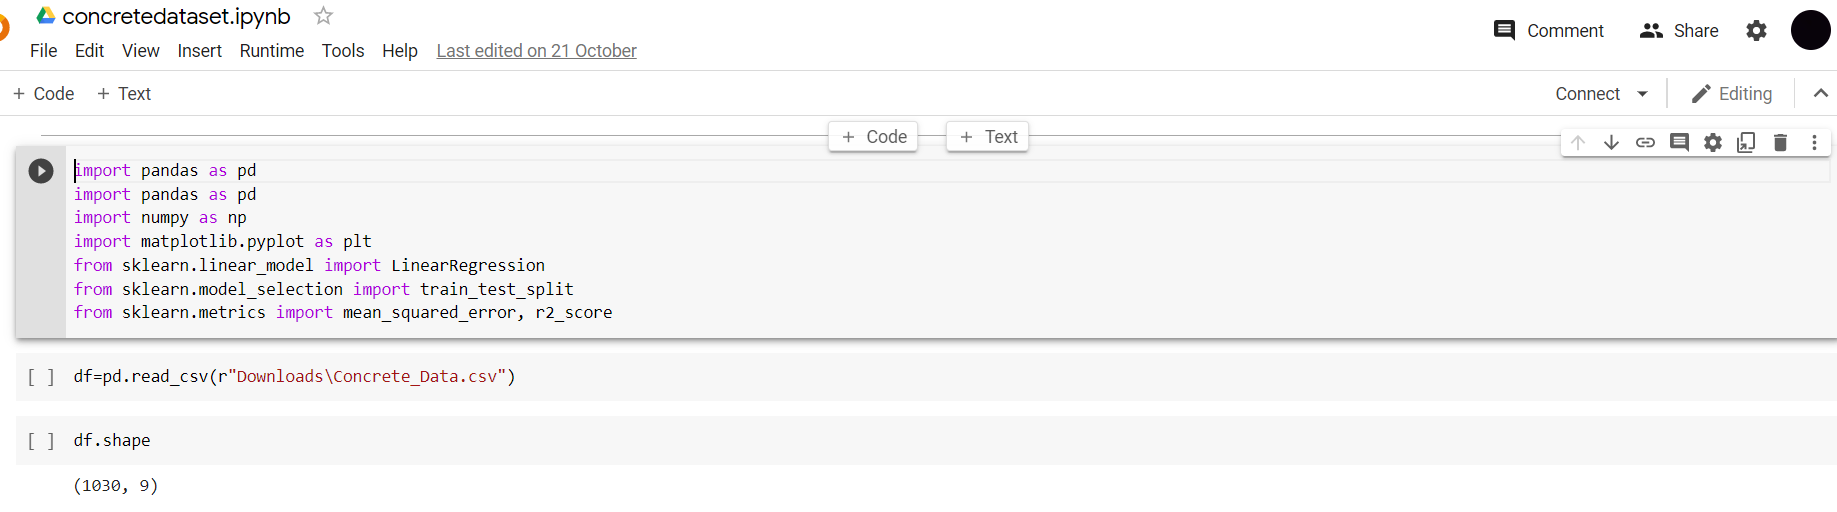 concretedataset.ipynb
File Edit View Insert Runtime Tools Help Last edited on 21 October
Comment Share
+ Code + Text
Connect Editing
+ Code + Text
import pandas as pd
import pandas as pd
import numpy as np
import matplotlib.pyplot as plt
from sklearn.linear_model import LinearRegression
from sklearn.model_selection import train_test_split
from sklearn.metrics import mean_squared_error, r2_score
[ ] df=pd.read_csv(r"Downloads\Concrete_Data.csv")
[ ] df.shape
(1030, 9)